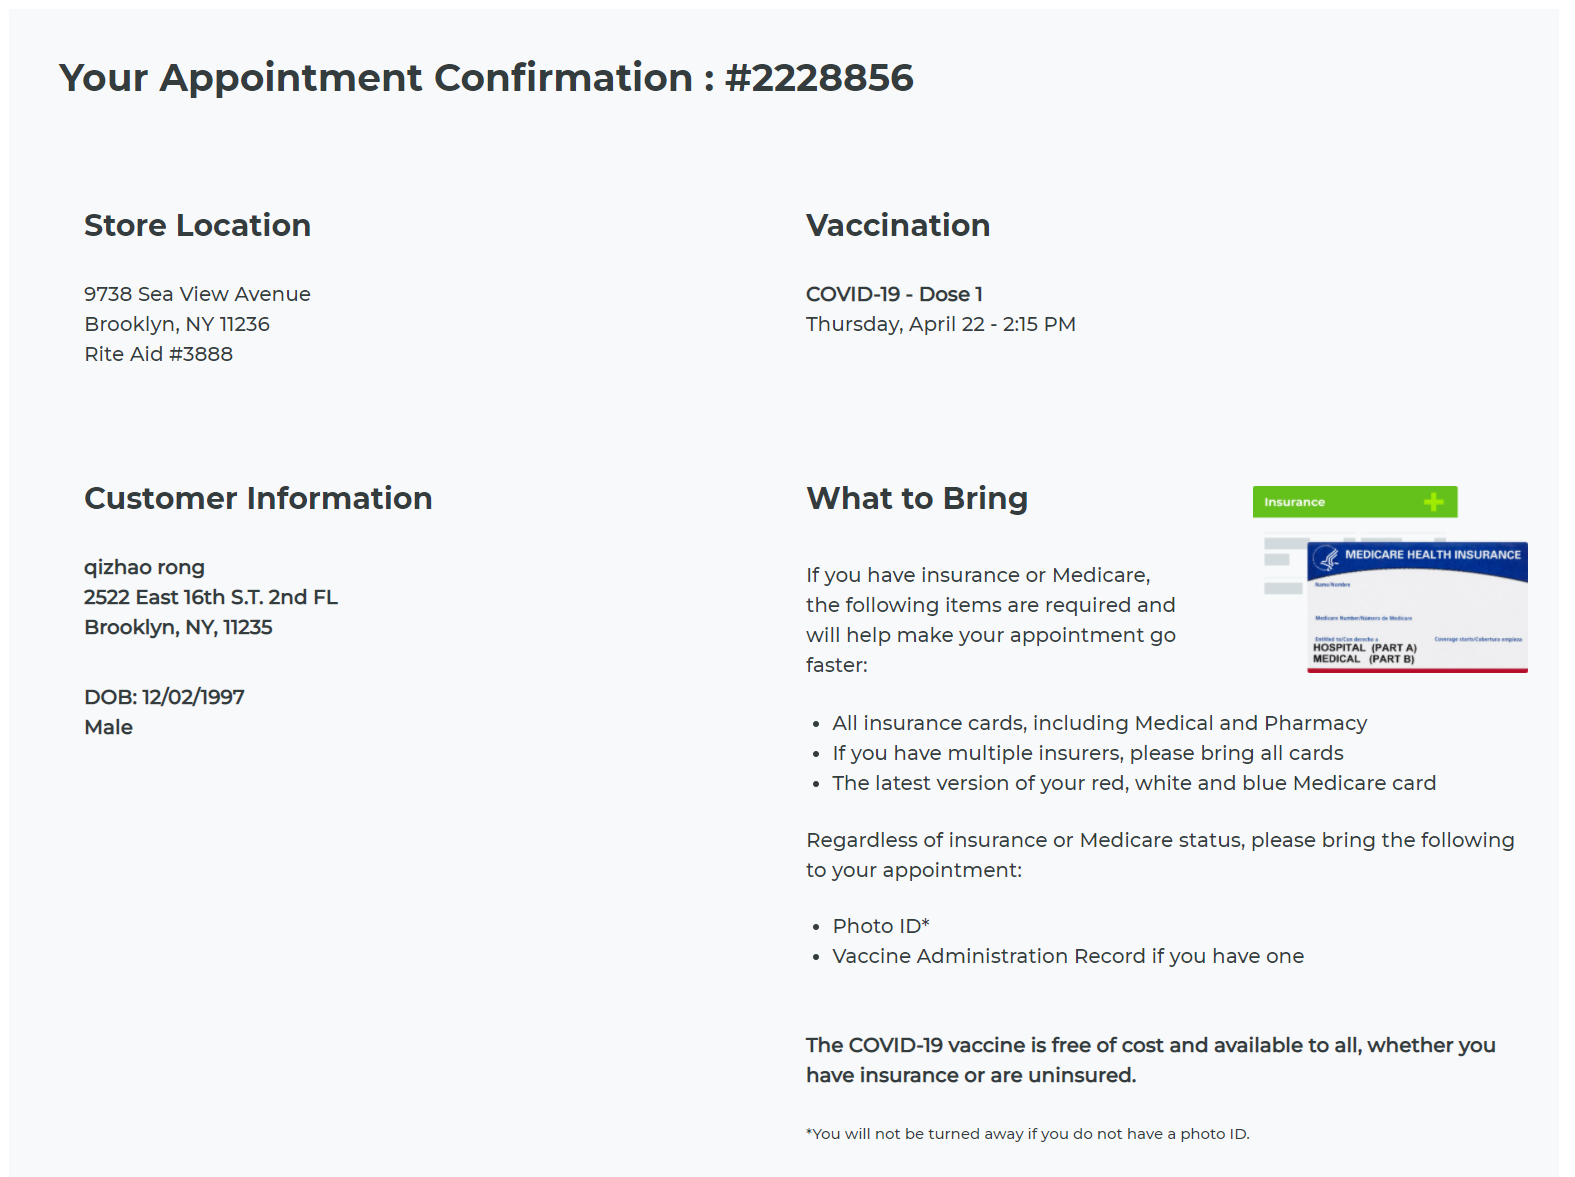 Your Appointment Confirmation : #2228856
Store Location
9738 Sea View Avenue
Brooklyn, NY 11236
Rite Aid #3888
Vaccination
COVID-19 - Dose 1
Thursday, April 22 - 2:15 PM
Customer Information
qizhao rong
2522 East 16th S.T. 2nd FL
Brooklyn, NY, 11235
DOB: 12/02/1997
Male
What to Bring
If you have insurance or Medicare,
the following items are required and
will help make your appointment go
faster:
Insurance
MEDICARE HEALTH INSURANCE
Name/Nombre
Medicare Number/Número de Medicare
Entitled to/Con derecho a
Coverage starts/Cobertura empieza
HOSPITAL (PART A)
MEDICAL (PART B)
• All insurance cards, including Medical and Pharmacy
• If you have multiple insurers, please bring all cards
• The latest version of your red, white and blue Medicare card
Regardless of insurance or Medicare status, please bring the following
to your appointment:
• Photo ID*
• Vaccine Administration Record if you have one
The COVID-19 vaccine is free of cost and available to all, whether you
have insurance or are uninsured.
*You will not be turned away if you do not have a photo ID.